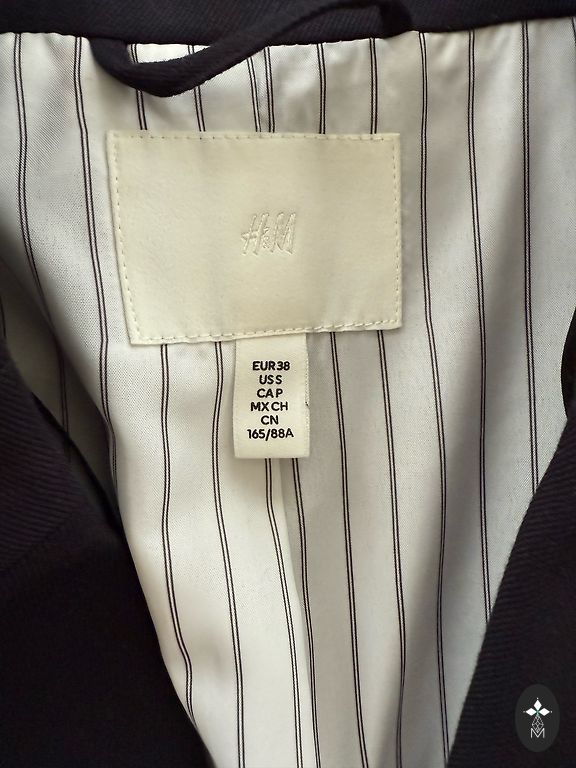 H&M
EUR38
US S
CA P
MX CH
CN
165/88A
M